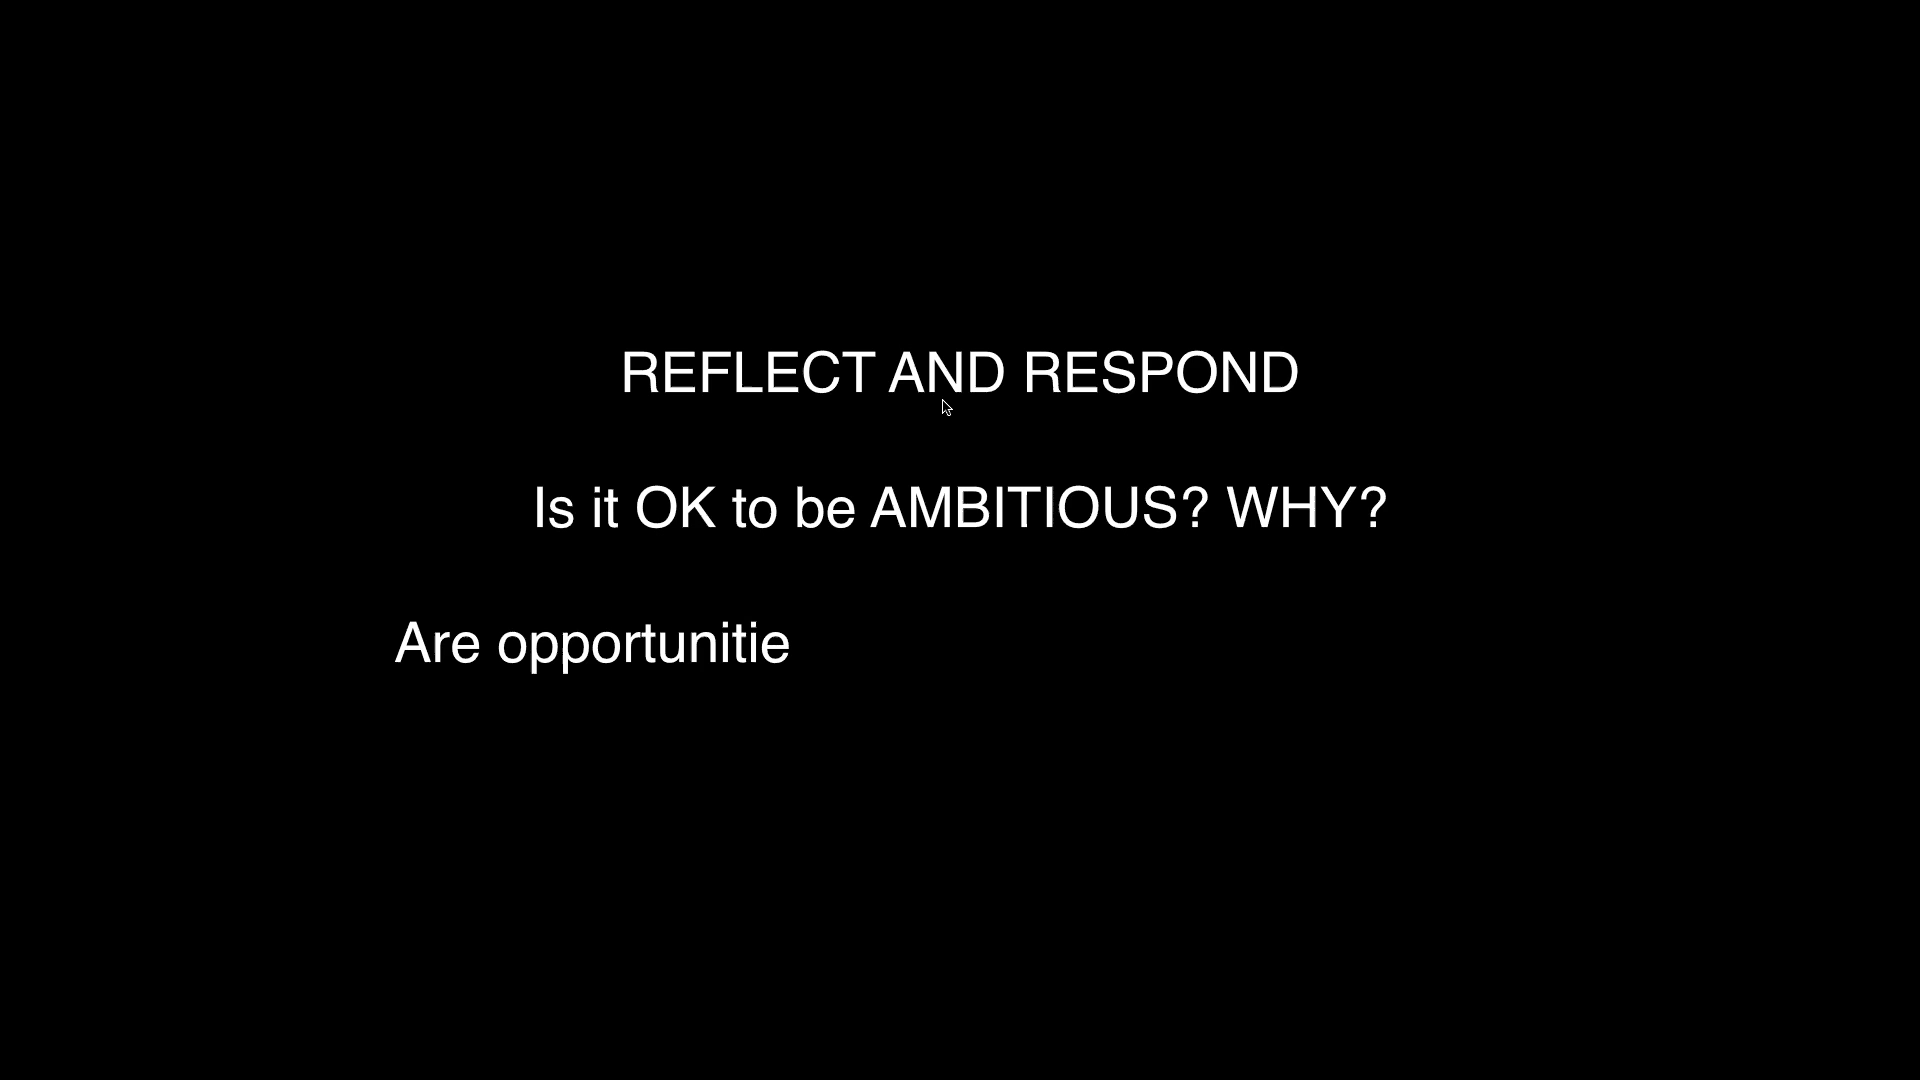 REFLECT AND RESPOND
Is it OK to be AMBITIOUS? WHY?
Are opportunitie